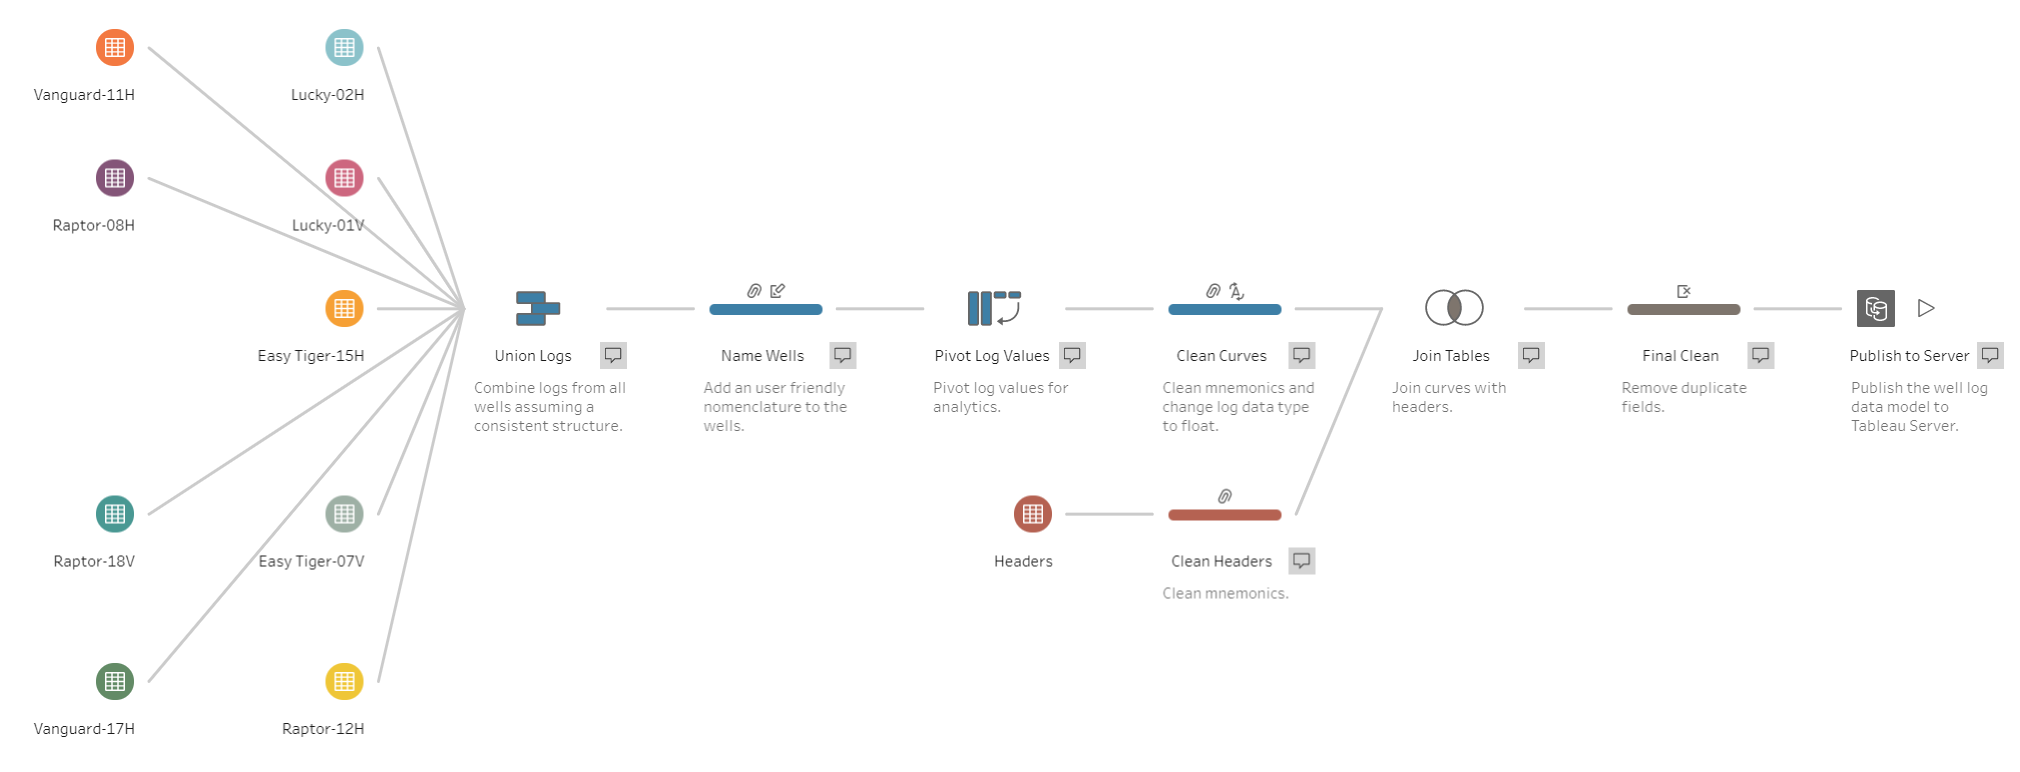 Vanguard-11H
Lucky-02H
Raptor-08H
Lucky-01V
Easy Tiger-15H
Raptor-18V
Easy Tiger-07V
Vanguard-17H
Raptor-12H
Union Logs
Combine logs from all
wells assuming a
consistent structure.
Name Wells
Add an user friendly
nomenclature to the
wells.
Pivot Log Values
Pivot log values for
analytics.
Clean Curves
Clean mnemonics and
change log data type
to float.
Headers
Clean Headers
Clean mnemonics.
Join Tables
Join curves with
headers.
Final Clean
Remove duplicate
fields.
Publish to Server
Publish the well log
data model to
Tableau Server.